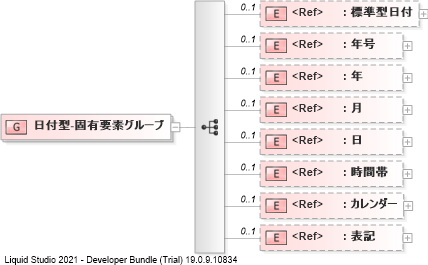 0..1
E <Ref> : 標準型日付
0..1
E <Ref> : 年号
0..1
E <Ref> : 年
0..1
E <Ref> : 月
G 日付型-固有要素グループ
0..1
E <Ref> : 日
0..1
E <Ref> : 時間帯
0..1
E <Ref> : カレンダー
0..1
E <Ref> : 表記
Liquid Studio 2021 - Developer Bundle (Trial) 19.0.9.10834